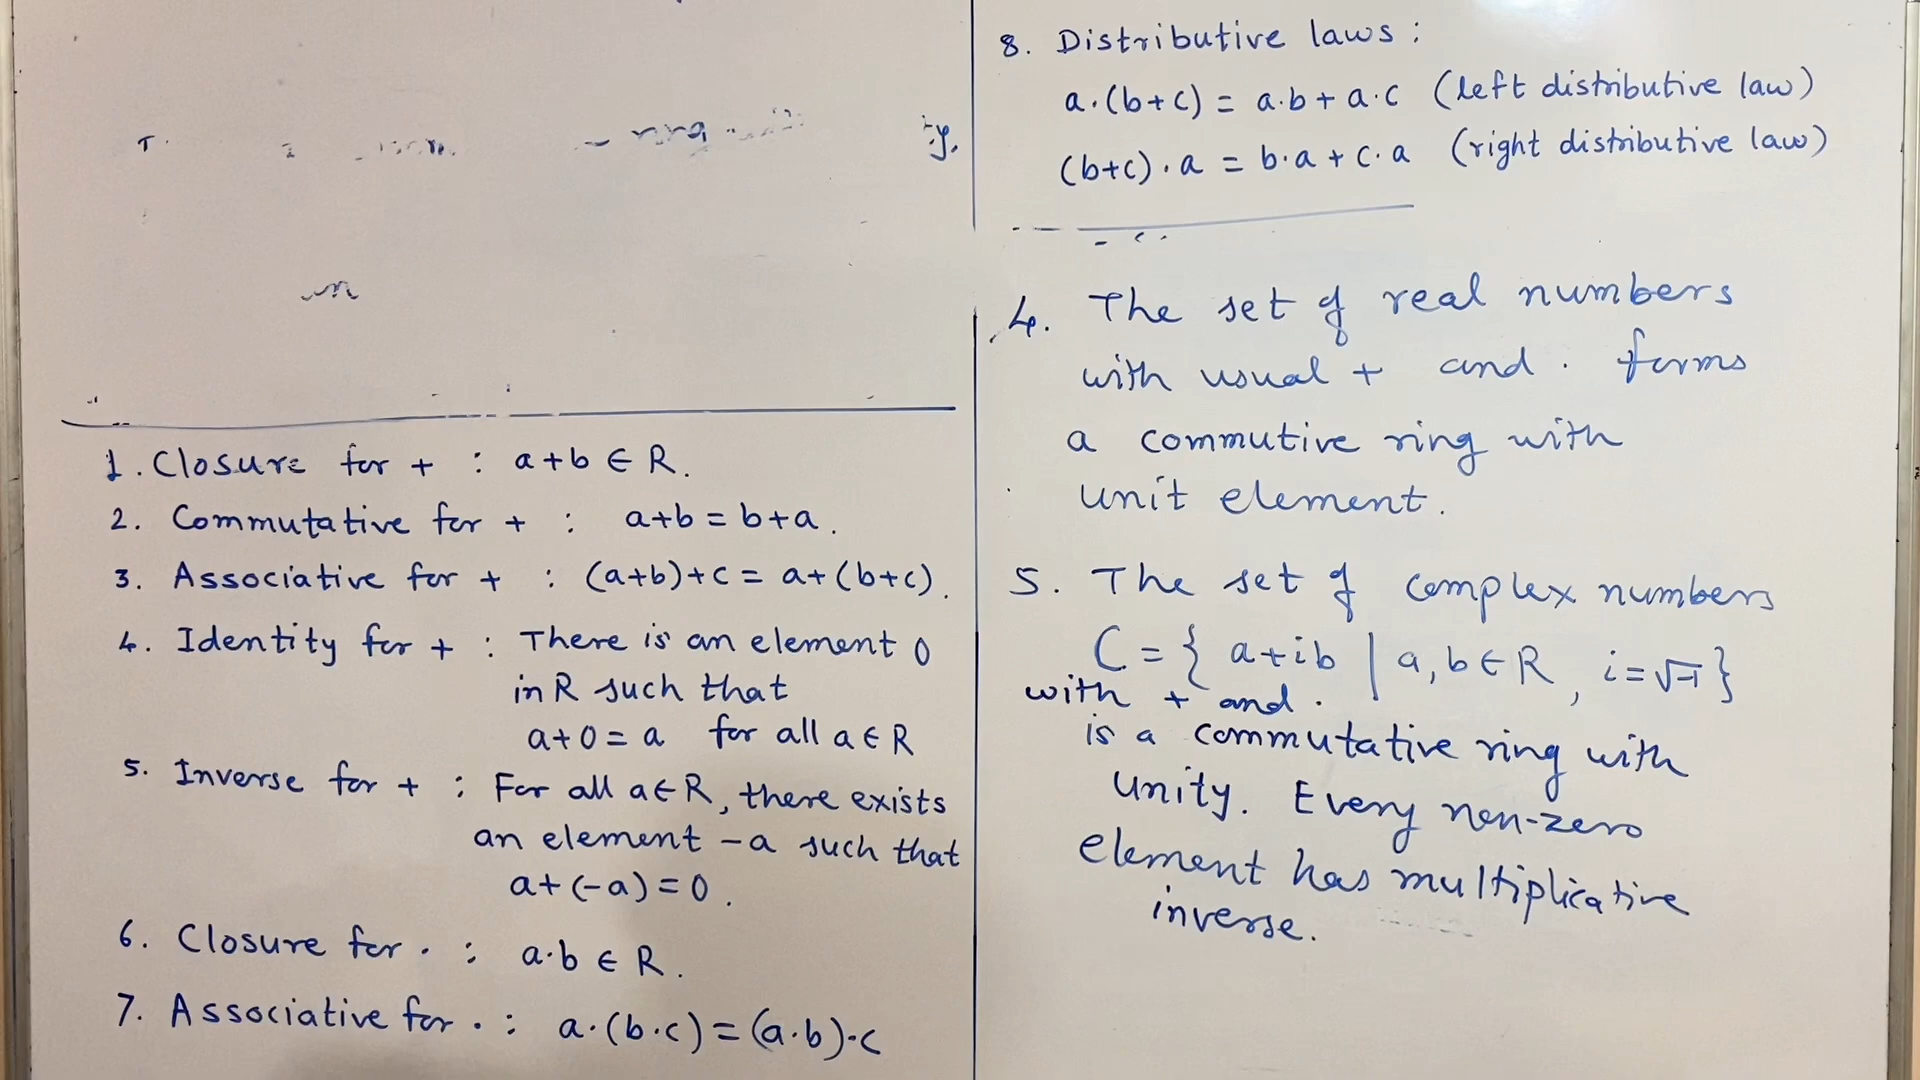 1. Closure for + : a+b ∈ R.
2. Commutative for + : a+b = b+a.
3. Associative for + : (a+b)+c = a+(b+c).
4. Identity for + : There is an element 0
in R such that
a+0 = a for all a ∈ R
5. Inverse for + : For all a ∈ R, there exists
an element -a such that
a+(-a) = 0.
6. Closure for · : a·b ∈ R.
7. Associative for · : a·(b·c) = (a·b)·c
8. Distributive laws :
a·(b+c) = a·b + a·c (left distributive law)
(b+c)·a = b·a + c·a (right distributive law)
4. The set of real numbers
with usual + and · forms
a commutive ring with
unit element.
5. The set of complex numbers
C = { a+ib | a, b ∈ R, i=√-1 }
with + and ·
is a commutative ring with
unity. Every non-zero
element has multiplicative
inverse.